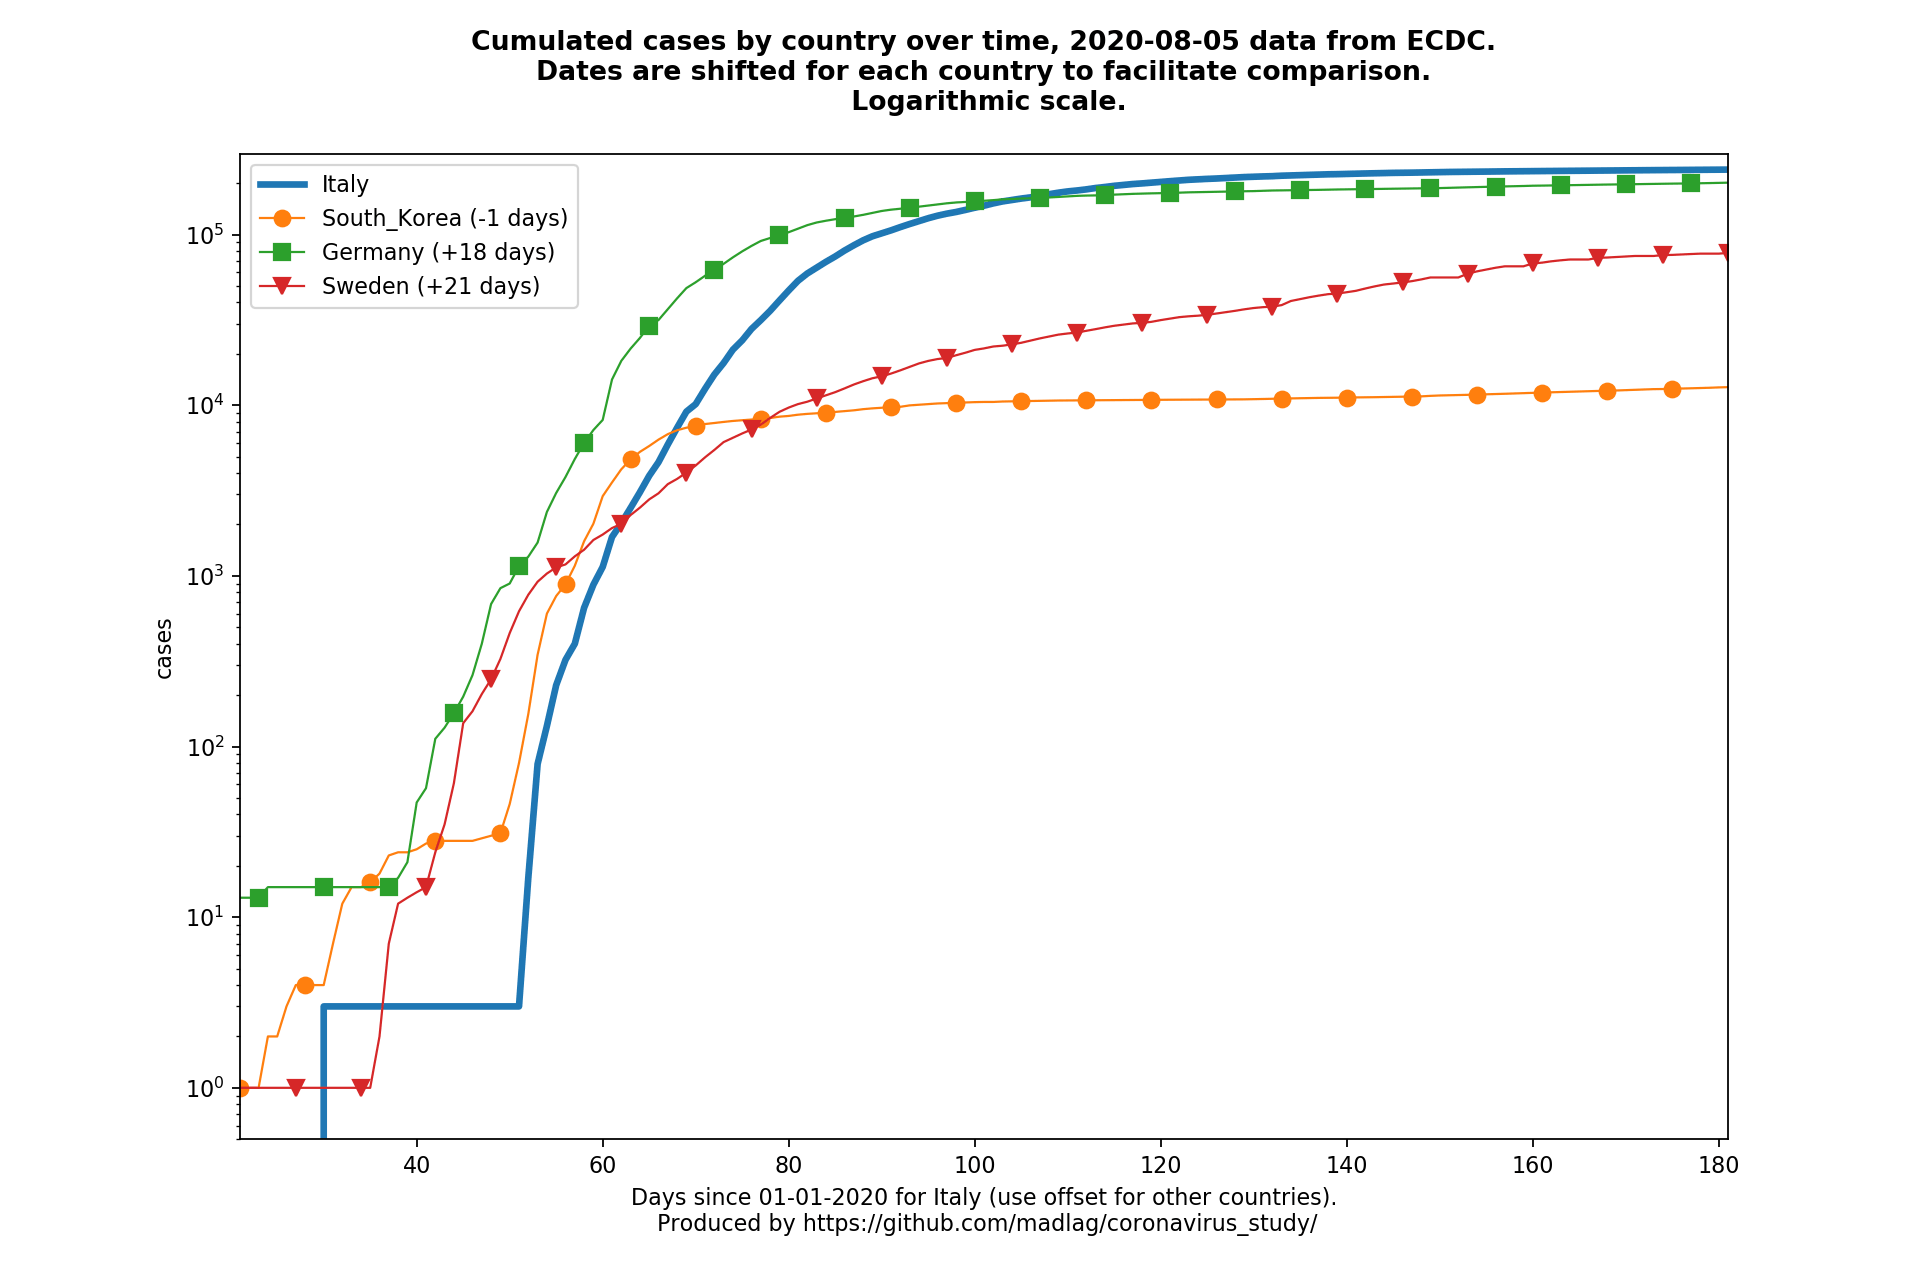 Cumulated cases by country over time, 2020-08-05 data from ECDC.
Dates are shifted for each country to facilitate comparison.
Logarithmic scale.
Italy
South_Korea (-1 days)
Germany (+18 days)
Sweden (+21 days)
10^5
10^4
10^3
10^2
10^1
10^0
cases
40 60 80 100 120 140 160 180
Days since 01-01-2020 for Italy (use offset for other countries).
Produced by https://github.com/madlag/coronavirus_study/